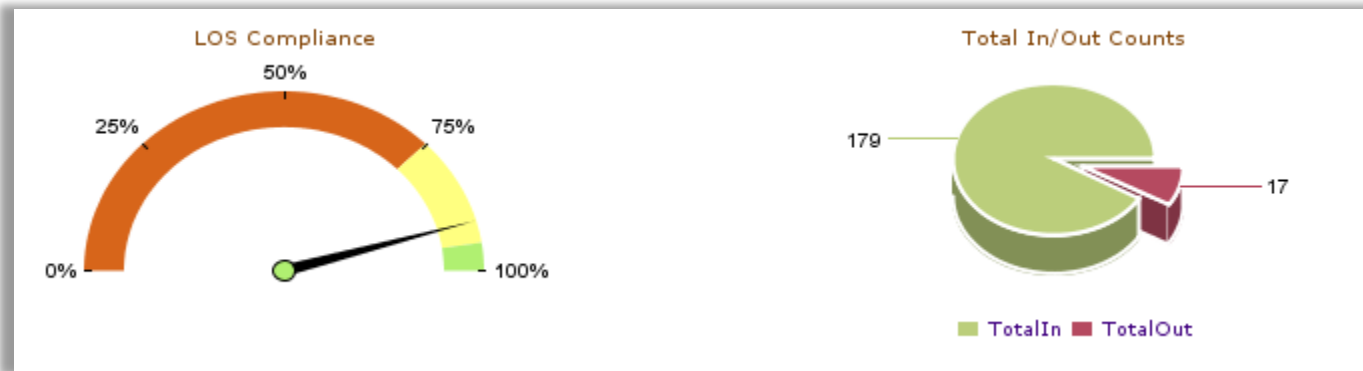 LOS Compliance
50%
25%
75%
0%
100%
Total In/Out Counts
179
17
TotalIn TotalOut